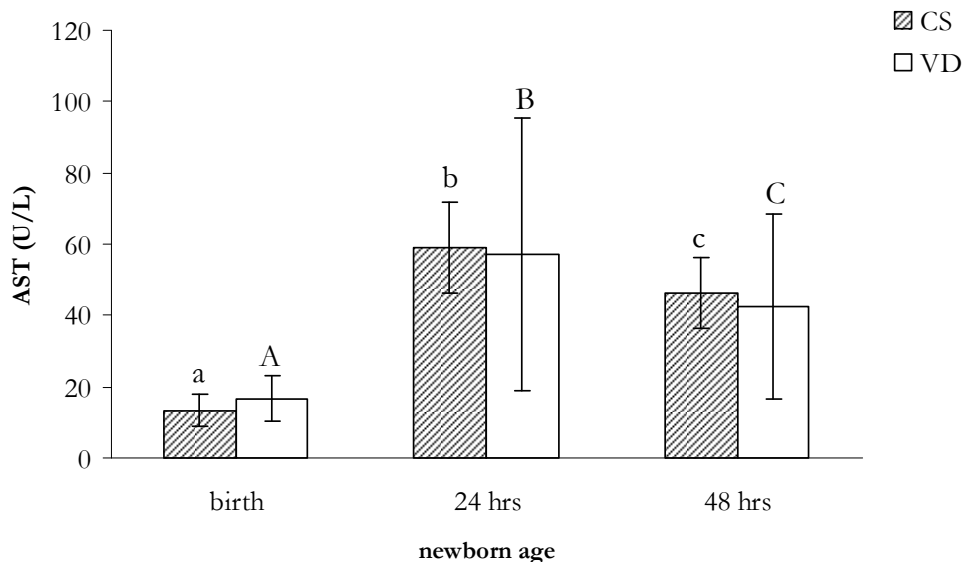 CS
VD
AST (U/L)
120
100
80
60
40
20
0
a
A
b
B
c
C
birth
24 hrs
48 hrs
newborn age